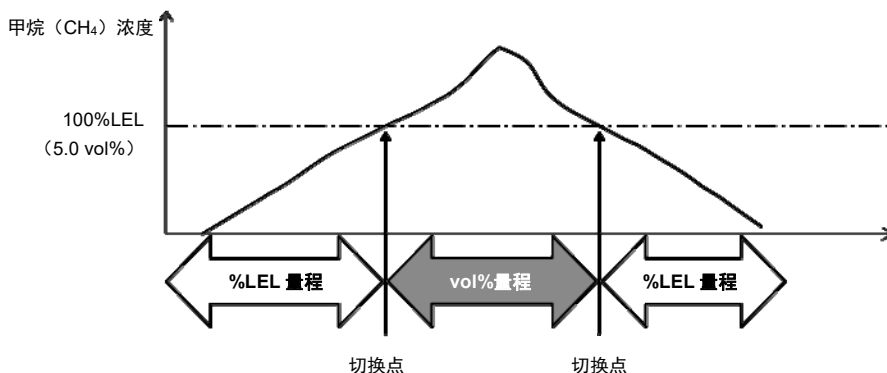 甲烷（CH₄）浓度
100%LEL
（5.0 vol%）
%LEL 量程
vol%量程
%LEL 量程
切换点
切换点